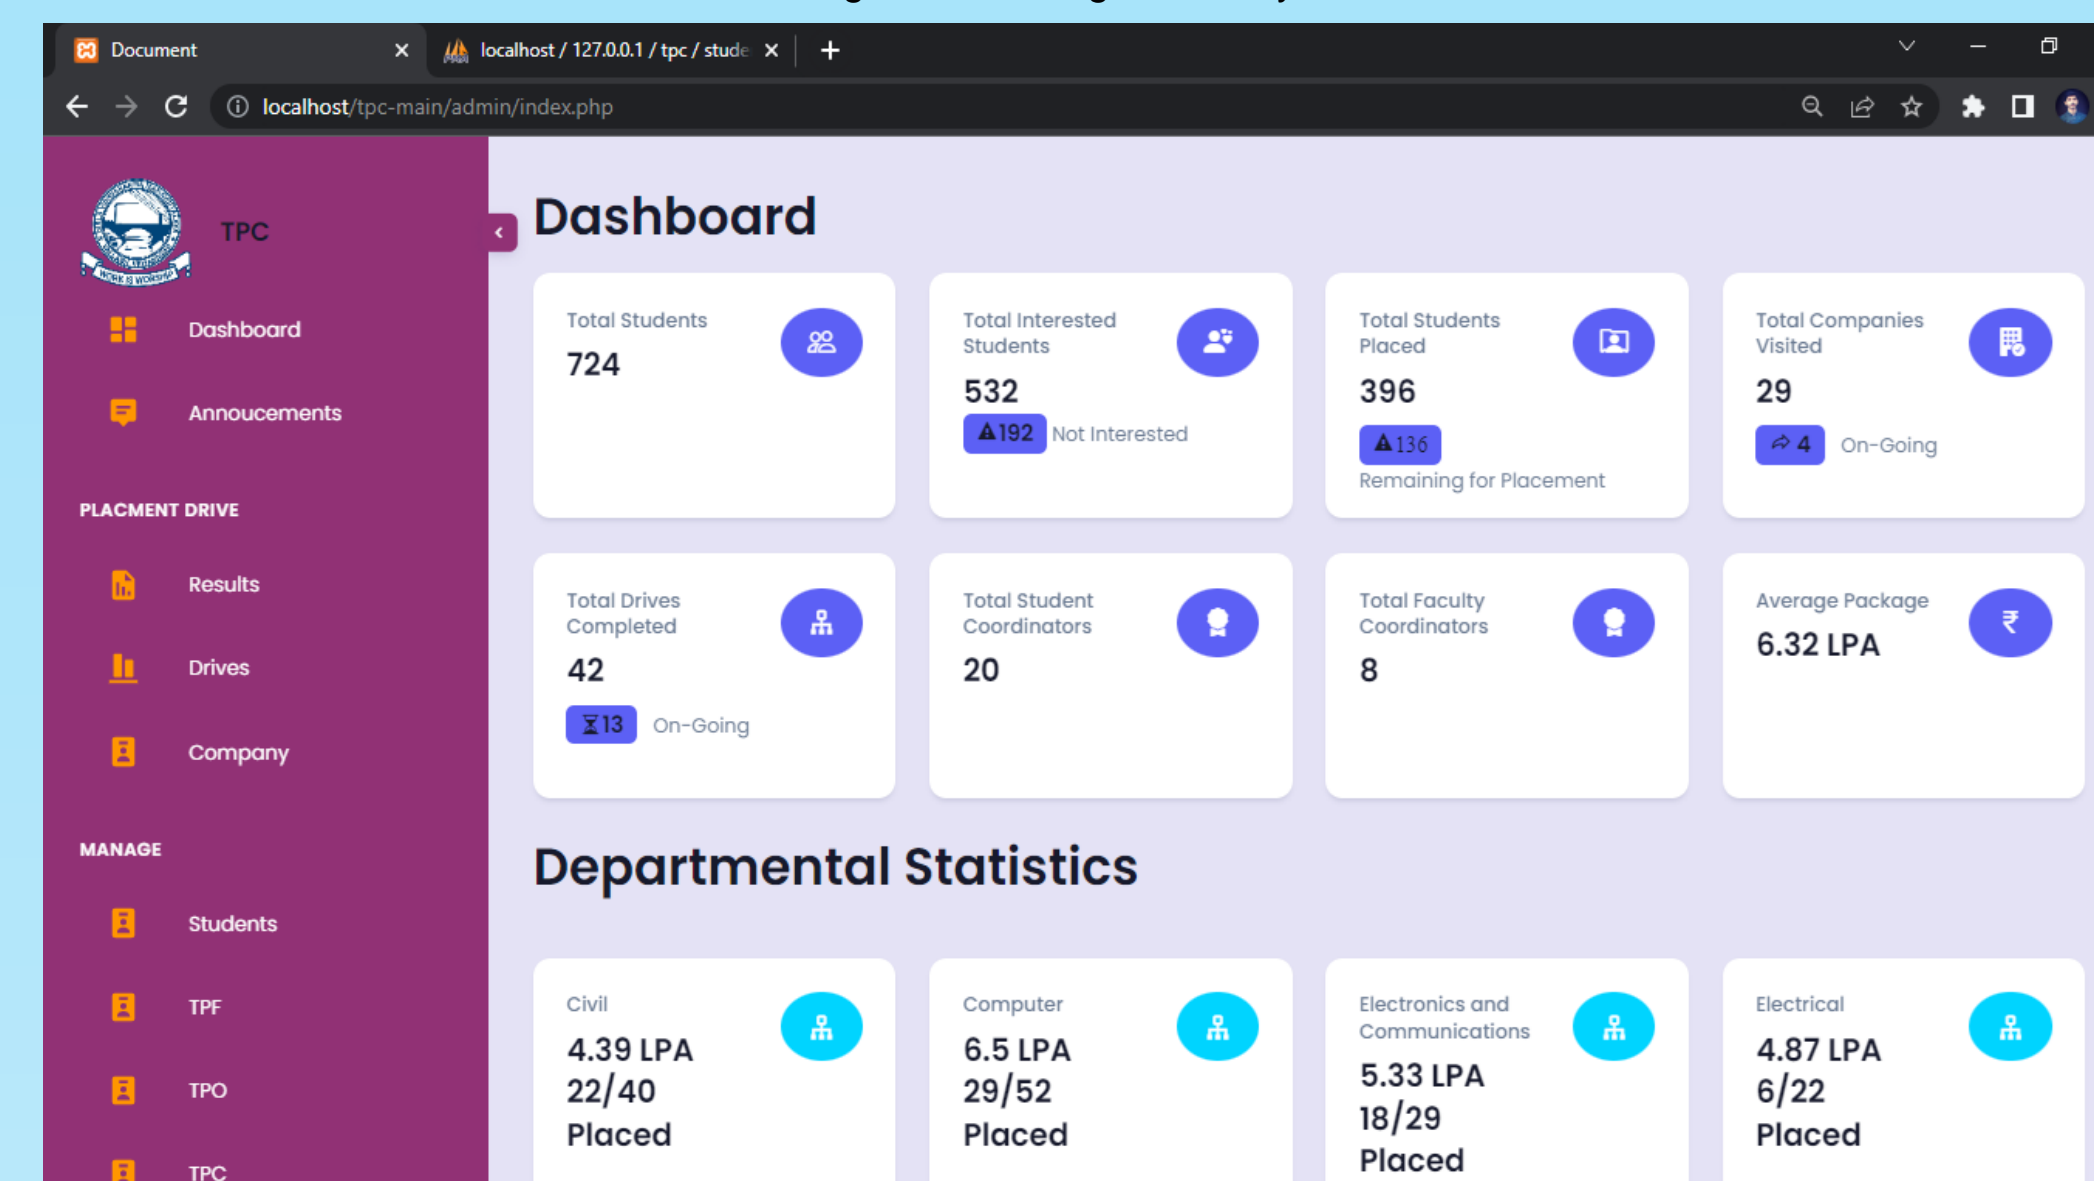 Document
localhost / 127.0.0.1 / tpc / stude
localhost/tpc-main/admin/index.php
WORK IS WORSHIP
TPC
Dashboard
Annoucements
PLACMENT DRIVE
Results
Drives
Company
MANAGE
Students
TPF
TPO
TPC
Dashboard
Total Students
724
Total Interested
Students
532
192 Not Interested
Total Students
Placed
396
136
Remaining for Placement
Total Companies
Visited
29
4 On-Going
Total Drives
Completed
42
13 On-Going
Total Student
Coordinators
20
Total Faculty
Coordinators
8
Average Package
₹
6.32 LPA
Departmental Statistics
Civil
4.39 LPA
22/40
Placed
Computer
6.5 LPA
29/52
Placed
Electronics and
Communications
5.33 LPA
18/29
Placed
Electrical
4.87 LPA
6/22
Placed